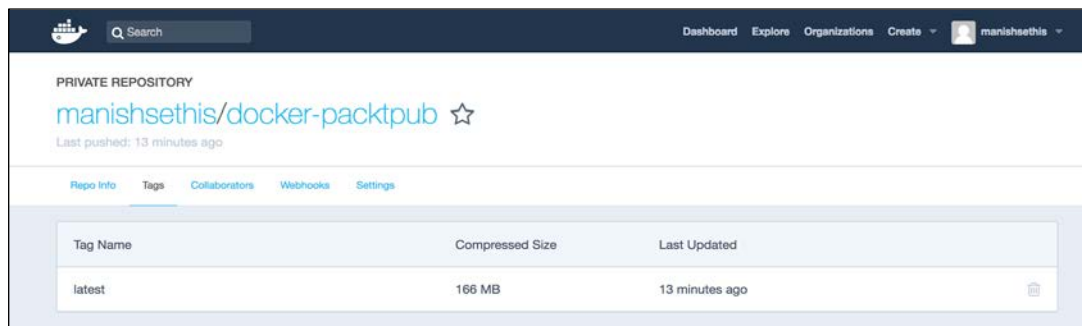 Search
Dashboard Explore Organizations Create manishsethis
PRIVATE REPOSITORY
manishsethis/docker-packtpub
Last pushed: 13 minutes ago
Repo Info Tags Collaborators Webhooks Settings
Tag Name Compressed Size Last Updated
latest 166 MB 13 minutes ago